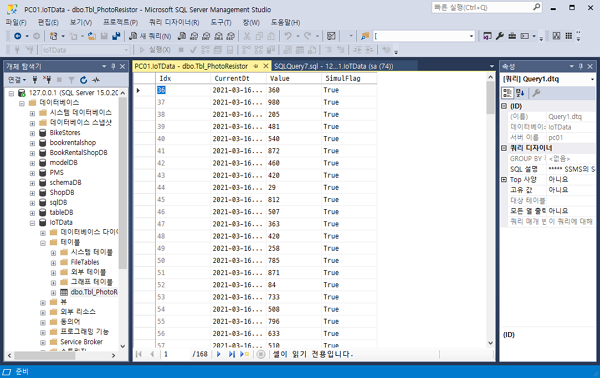 PC01.IoTData - dbo.Tbl_PhotoResistor - Microsoft SQL Server Management Studio
빠른 실행(Ctrl+Q)
파일(F) 편집(E) 보기(V) 프로젝트(P) 쿼리 디자이너(R) 도구(T) 창(W) 도움말(H)
새 쿼리(N)
IoTData
실행(X)
개체 탐색기
연결
127.0.0.1 (SQL Server 15.0.20
데이터베이스
시스템 데이터베이스
데이터베이스 스냅샷
BikeStores
bookrentalshop
BookRentalShopDB
modelDB
PMS
schemaDB
ShopDB
sqlDB
tableDB
IoTData
데이터베이스 다이
테이블
시스템 테이블
FileTables
외부 테이블
그래프 테이블
dbo.Tbl_PhotoR
뷰
외부 리소스
동의어
프로그래밍 기능
Service Broker
스토리지
PC01.IoTData - dbo.Tbl_PhotoResistor
SQLQuery7.sql - 12...1.IoTData (sa (74))
Idx CurrentDt Value SimulFlag
36 2021-03-16... 360 True
37 2021-03-16... 980 True
38 2021-03-16... 205 True
39 2021-03-16... 481 True
40 2021-03-16... 540 True
41 2021-03-16... 872 True
42 2021-03-16... 460 True
43 2021-03-16... 420 True
44 2021-03-16... 29 True
45 2021-03-16... 812 True
46 2021-03-16... 507 True
47 2021-03-16... 363 True
48 2021-03-16... 420 True
49 2021-03-16... 258 True
50 2021-03-16... 785 True
51 2021-03-16... 871 True
52 2021-03-16... 84 True
53 2021-03-16... 733 True
54 2021-03-16... 508 True
55 2021-03-16... 796 True
56 2021-03-16... 633 True
57 2021-03-16... 510 True
1 /168 셀이 읽기 전용입니다.
속성
[쿼리] Query1.dtq
(ID)
(이름) Query1.dtq
데이터베이스 IoTData
서버 이름 pc01
쿼리 디자이너
GROUP BY <없음>
SQL 설명 ***** SSMS의 S
Top 사양 아니요
고유 값 아니요
대상 테이블
모든 열 출력 아니요
쿼리 매개 변 이 쿼리에 대해
(ID)
준비